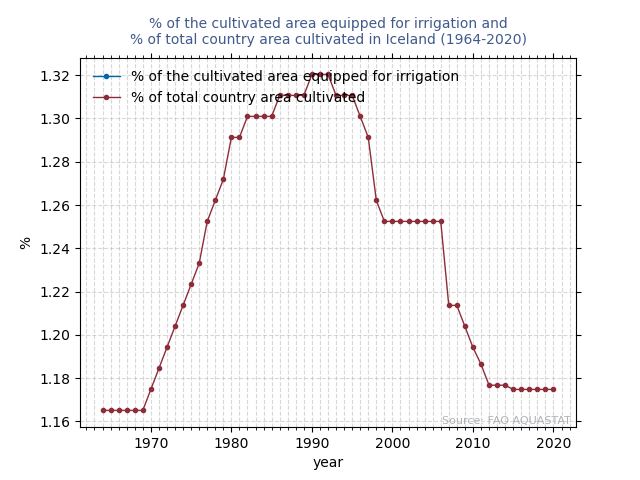 % of the cultivated area equipped for irrigation and
% of total country area cultivated in Iceland (1964-2020)
% of the cultivated area equipped for irrigation
% of total country area cultivated
%
1.32
1.30
1.28
1.26
1.24
1.22
1.20
1.18
1.16
Source: FAO AQUASTAT
1970
1980
1990
2000
2010
2020
year